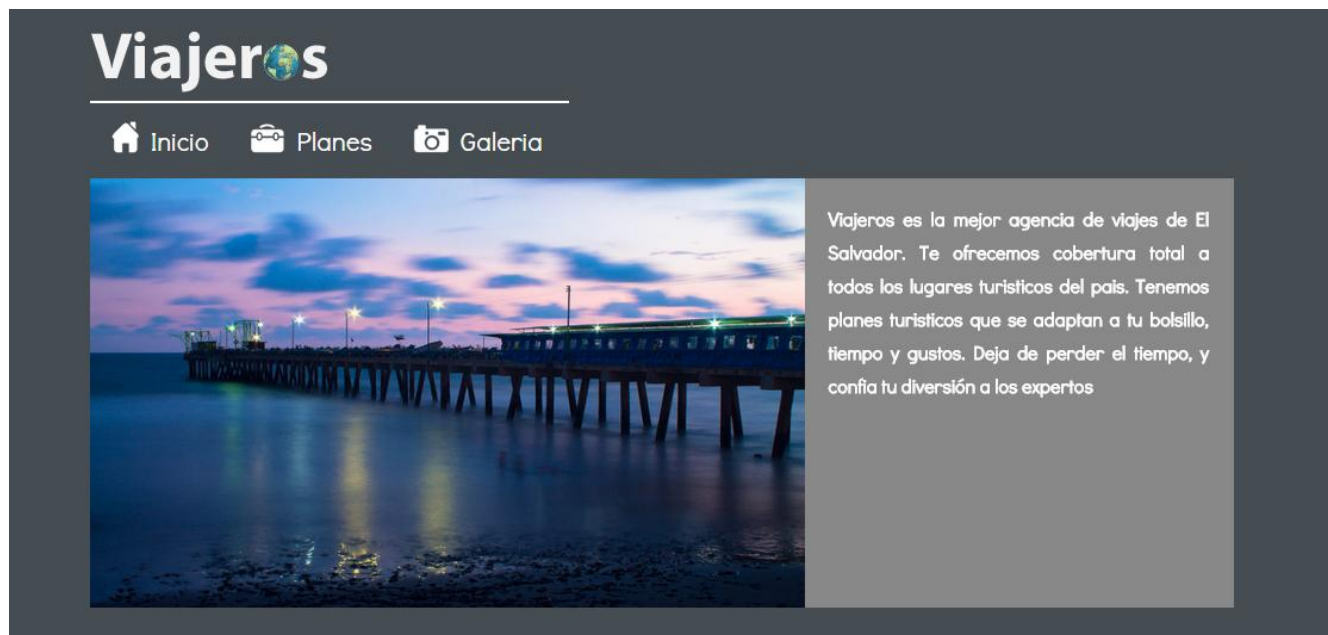 Viajeros
Inicio Planes Galeria
Viajeros es la mejor agencia de viajes de El
Salvador. Te ofrecemos cobertura total a
todos los lugares turisticos del pais. Tenemos
planes turisticos que se adaptan a tu bolsillo,
tiempo y gustos. Deja de perder el tiempo, y
confia tu diversión a los expertos